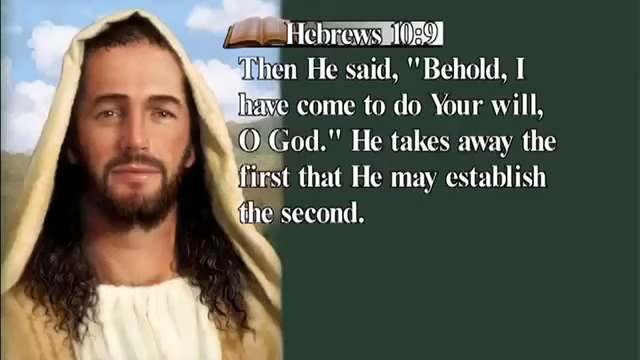 Hebrews 10:9
Then He said, "Behold, I
have come to do Your will,
O God." He takes away the
first that He may establish
the second.